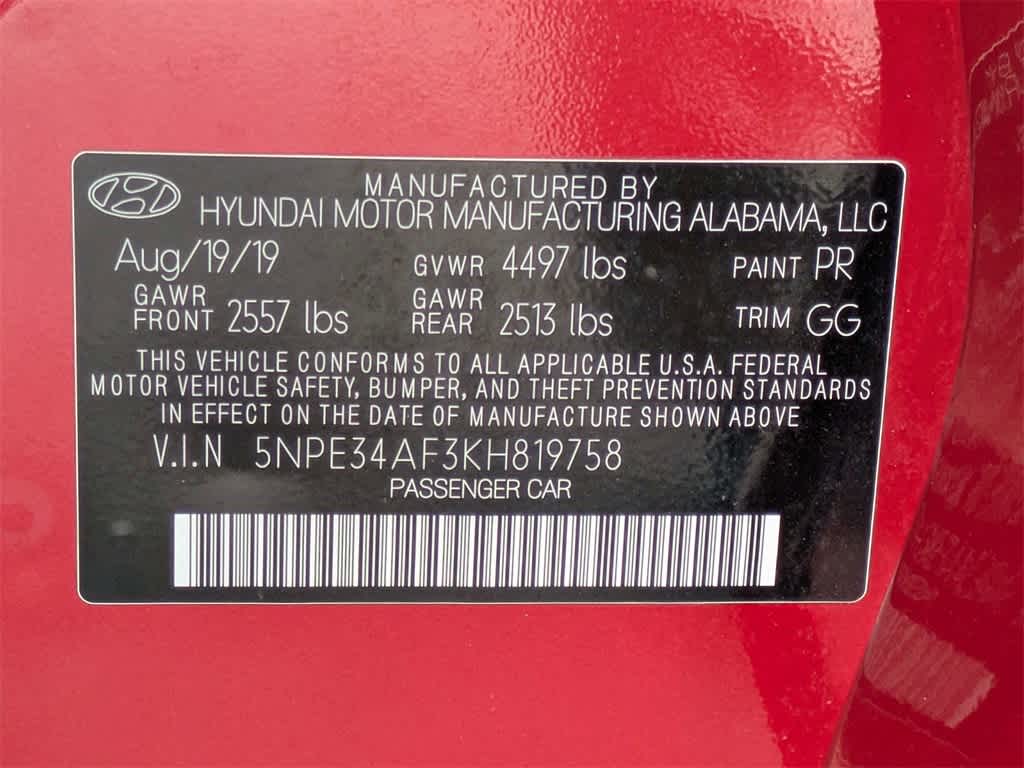 MANUFACTURED BY
HYUNDAI MOTOR MANUFACTURING ALABAMA, LLC
Aug/19/19 GVWR 4497 lbs PAINT PR
GAWR FRONT 2557 lbs GAWR REAR 2513 lbs TRIM GG
THIS VEHICLE CONFORMS TO ALL APPLICABLE U.S.A. FEDERAL
MOTOR VEHICLE SAFETY, BUMPER, AND THEFT PREVENTION STANDARDS
IN EFFECT ON THE DATE OF MANUFACTURE SHOWN ABOVE
V.I.N 5NPE34AF3KH819758
PASSENGER CAR